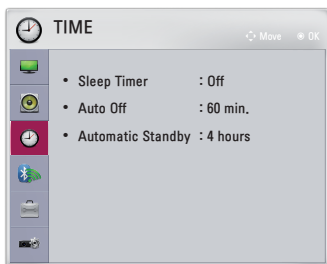 TIME
Move OK
• Sleep Timer : Off
• Auto Off : 60 min.
• Automatic Standby : 4 hours